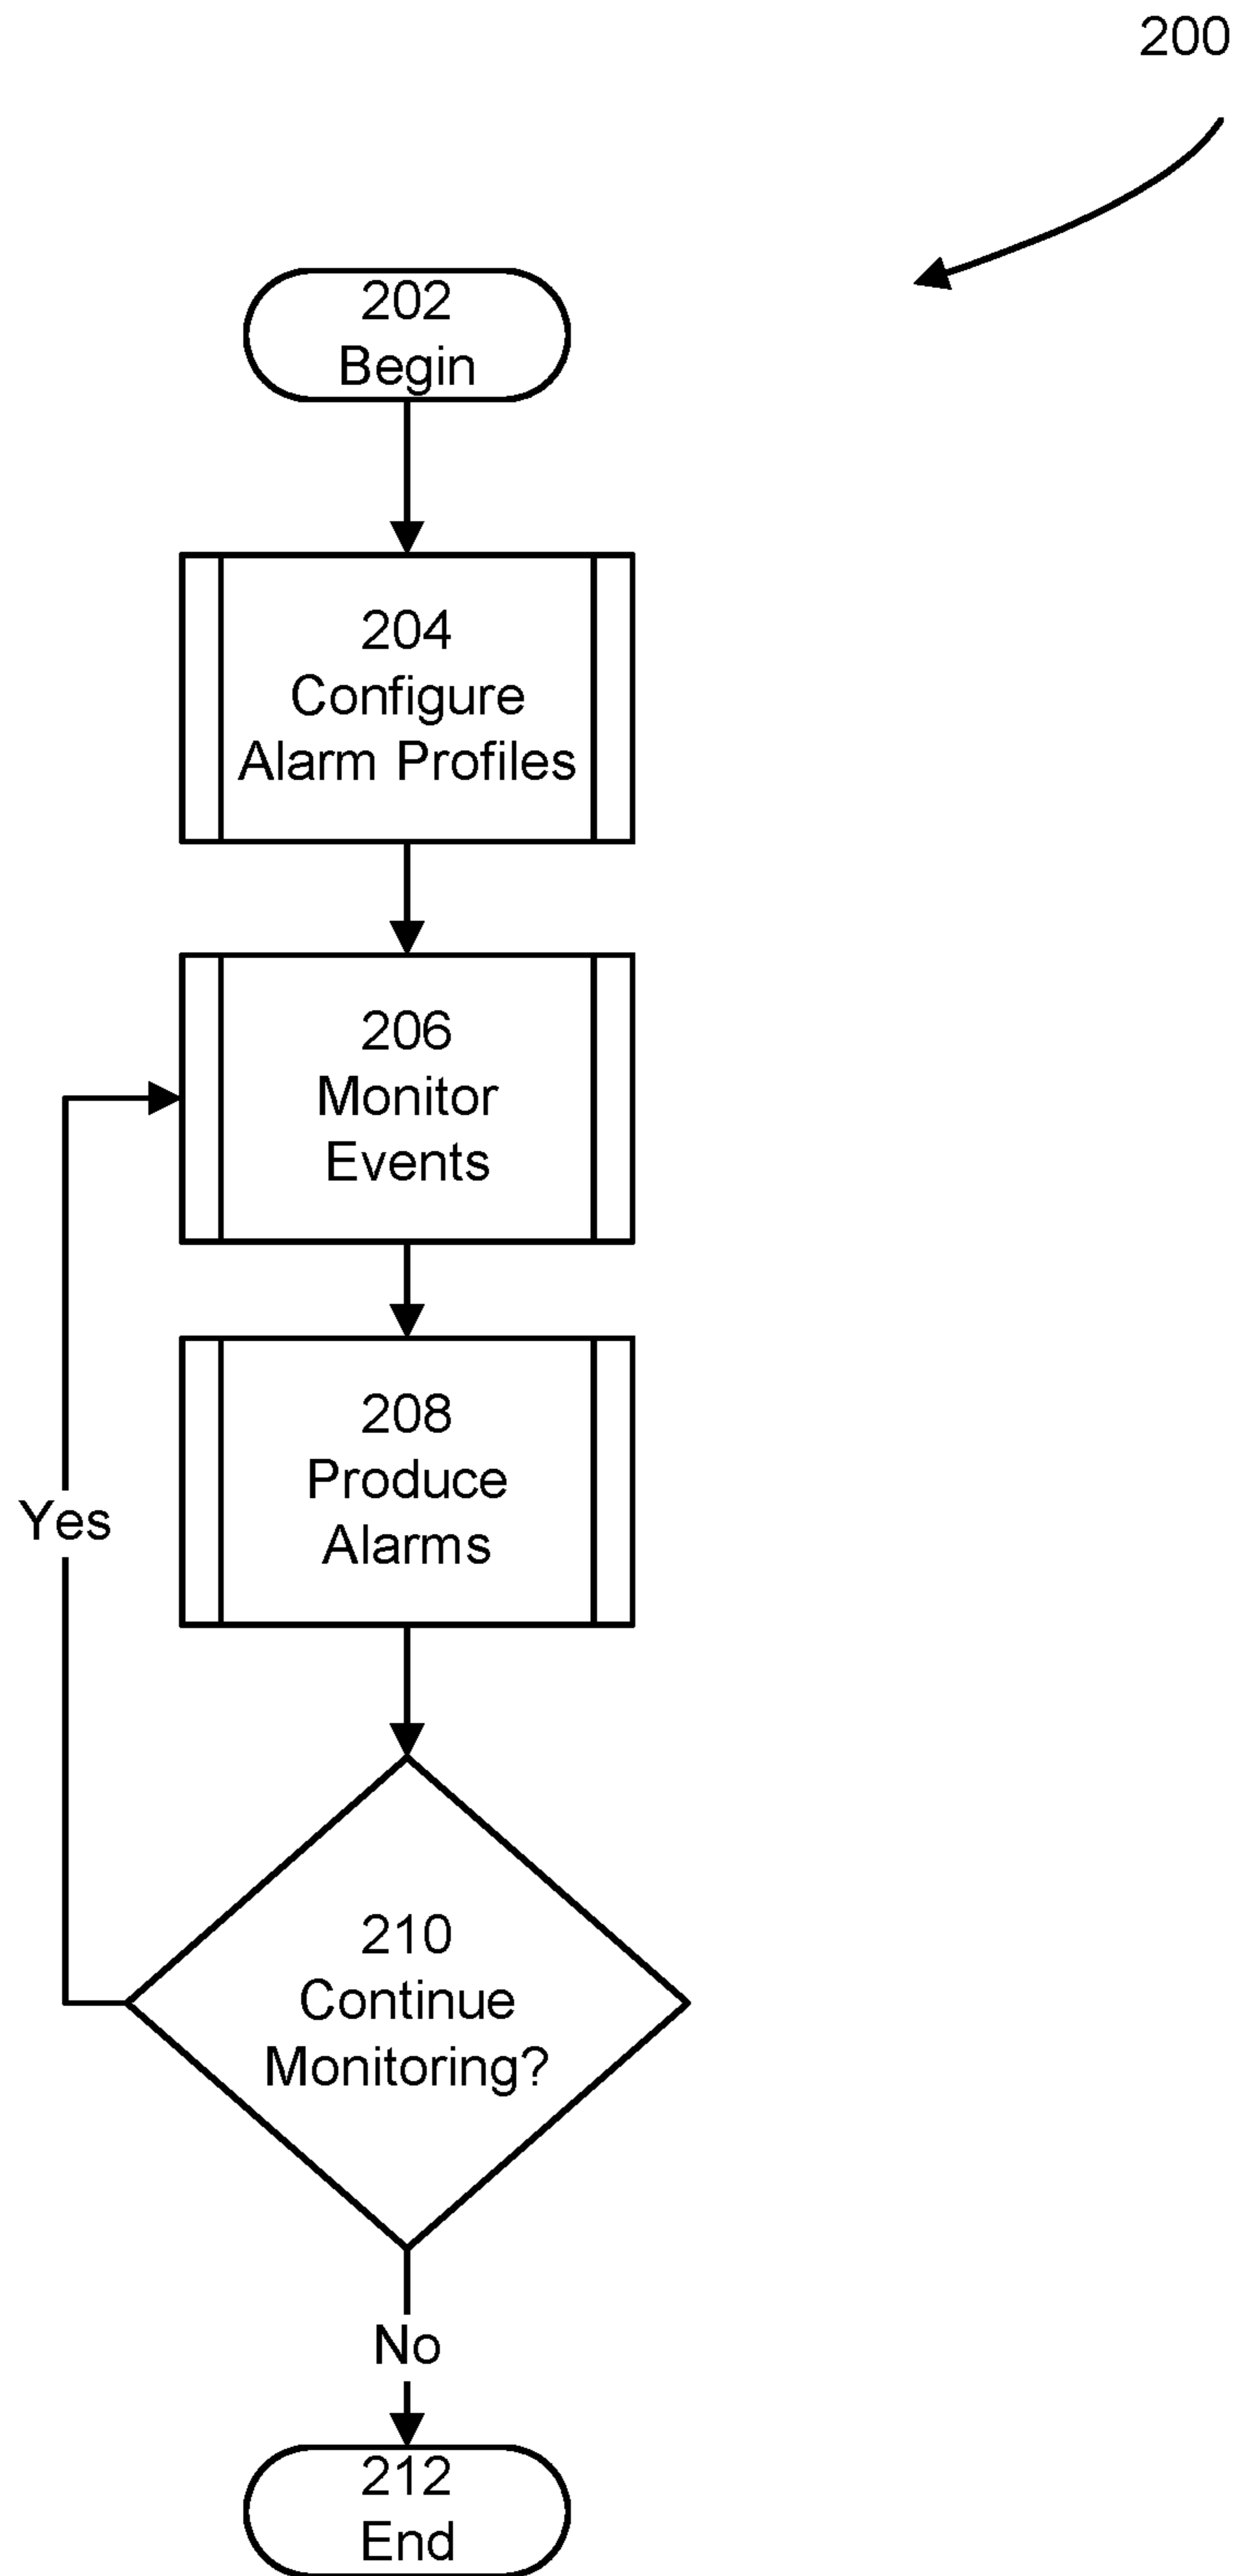 200
202
Begin
204
Configure
Alarm Profiles
206
Monitor
Events
208
Produce
Alarms
Yes
210
Continue
Monitoring?
No
212
End